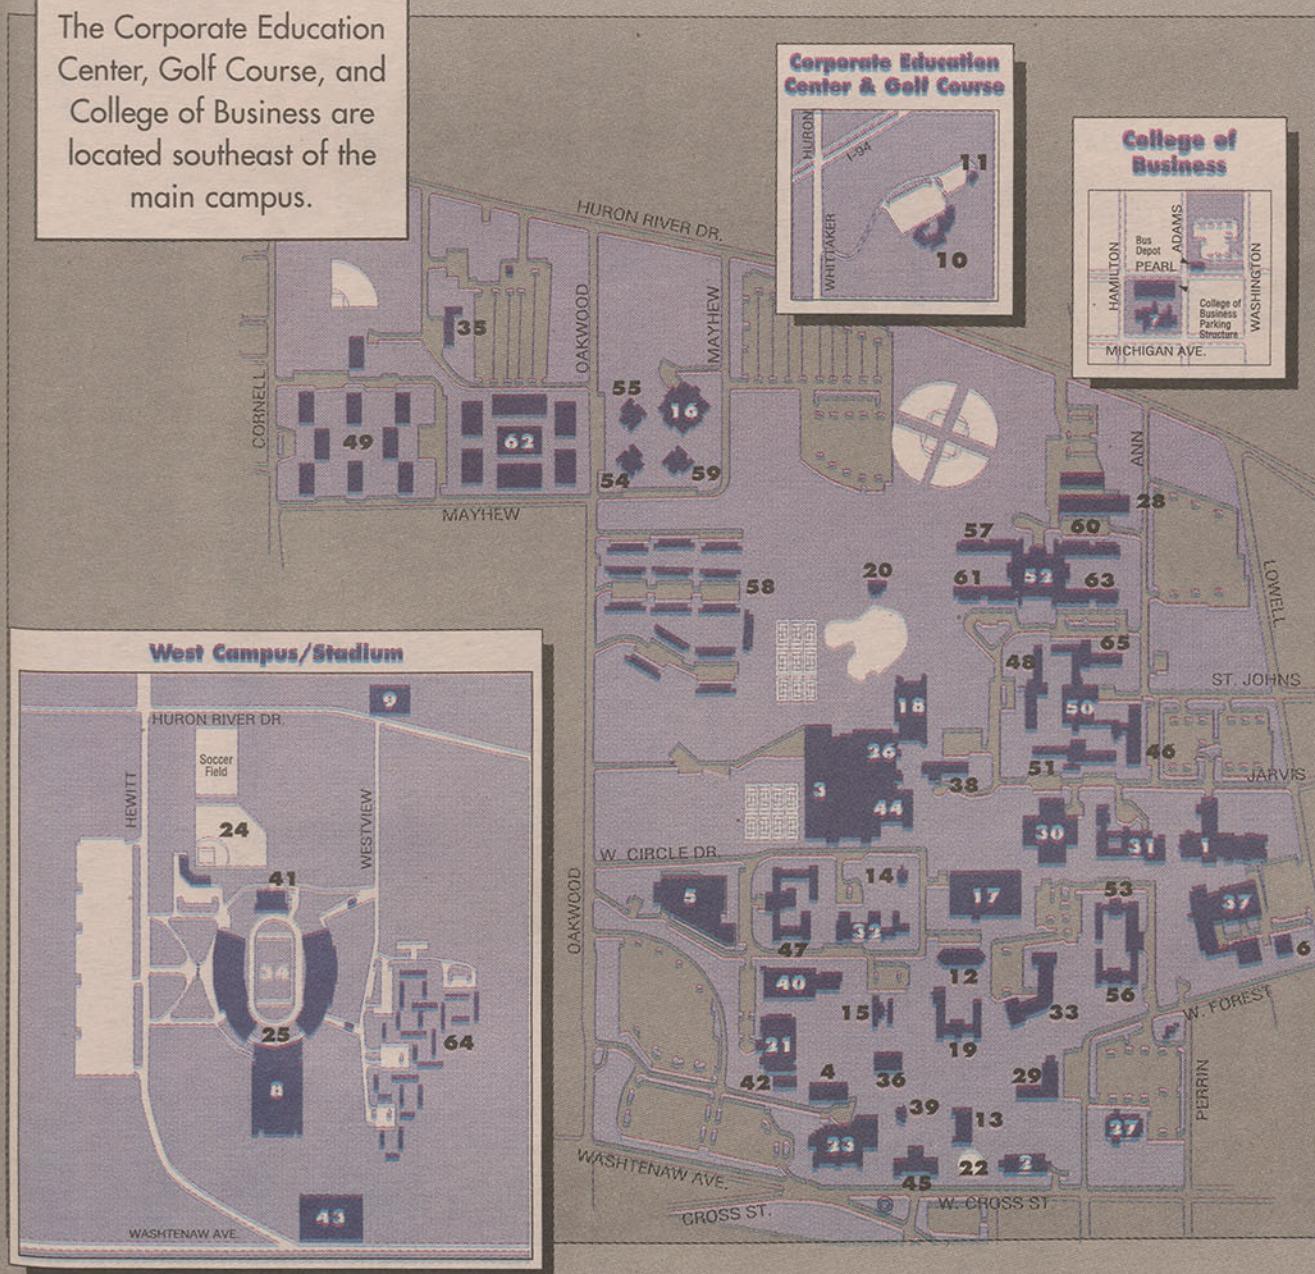 The Corporate Education
Center, Golf Course, and
College of Business are
located southeast of the
main campus.
Corporate Education
Center & Golf Course
HURON
I-94
11
WHITTAKER
10
College of
Business
ADAMS
Bus
Depot
PEARL
HAMILTON
WASHINGTON
7
College of
Business
Parking
Structure
MICHIGAN AVE.
HURON RIVER DR.
OAKWOOD
MAYHEW
35
CORNELL
55
16
49
62
54
59
MAYHEW
ANN
28
57
60
20
52
61
63
58
LOWELL
65
48
ST. JOHNS
18
50
26
46
51
38
JARVIS
3
44
30
31
1
W. CIRCLE DR.
14
5
17
53
37
OAKWOOD
32
47
6
12
40
56
15
33
W. FOREST
21
19
42
4
36
29
PERRIN
39
13
27
23
22
2
45
WASHTENAW AVE.
CROSS ST.
W. CROSS ST.
West Campus/Stadium
9
HURON RIVER DR.
Soccer
Field
HEWITT
WESTVIEW
24
41
34
25
64
8
43
WASHTENAW AVE.